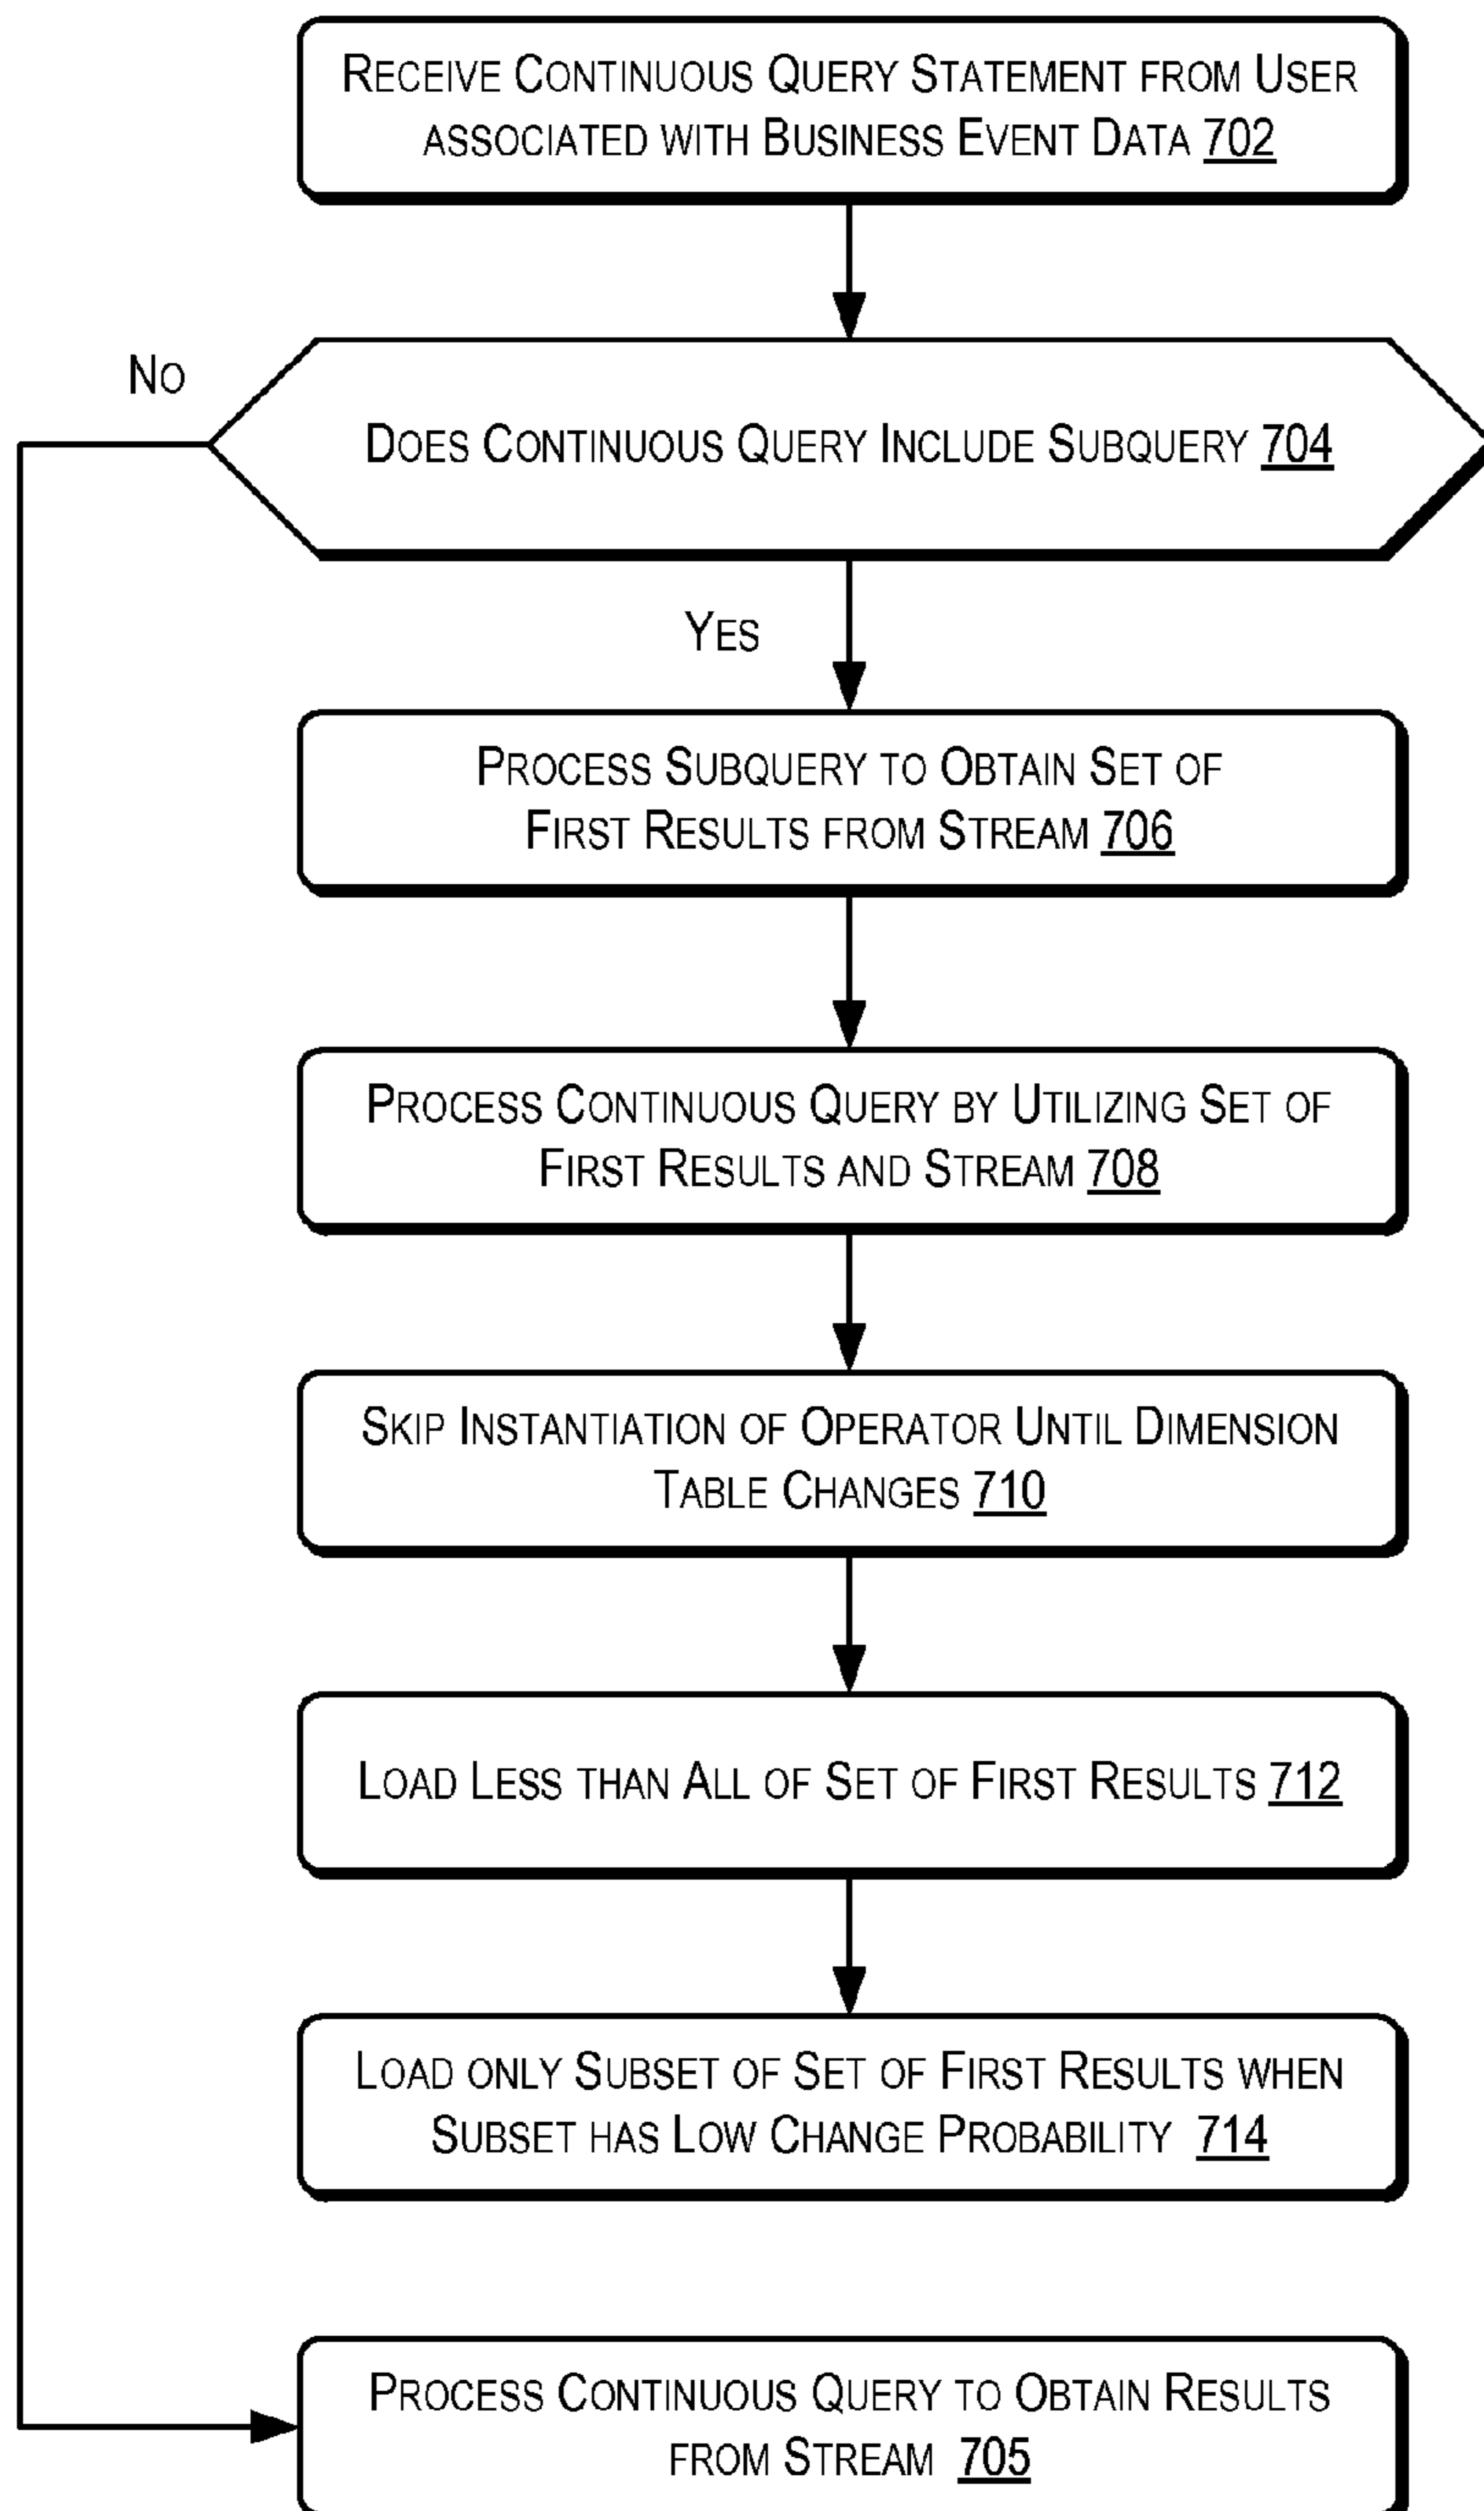 RECEIVE CONTINUOUS QUERY STATEMENT FROM USER
ASSOCIATED WITH BUSINESS EVENT DATA 702
NO
DOES CONTINUOUS QUERY INCLUDE SUBQUERY 704
YES
PROCESS SUBQUERY TO OBTAIN SET OF
FIRST RESULTS FROM STREAM 706
PROCESS CONTINUOUS QUERY BY UTILIZING SET OF
FIRST RESULTS AND STREAM 708
SKIP INSTANTIATION OF OPERATOR UNTIL DIMENSION
TABLE CHANGES 710
LOAD LESS THAN ALL OF SET OF FIRST RESULTS 712
LOAD ONLY SUBSET OF SET OF FIRST RESULTS WHEN
SUBSET HAS LOW CHANGE PROBABILITY 714
PROCESS CONTINUOUS QUERY TO OBTAIN RESULTS
FROM STREAM 705